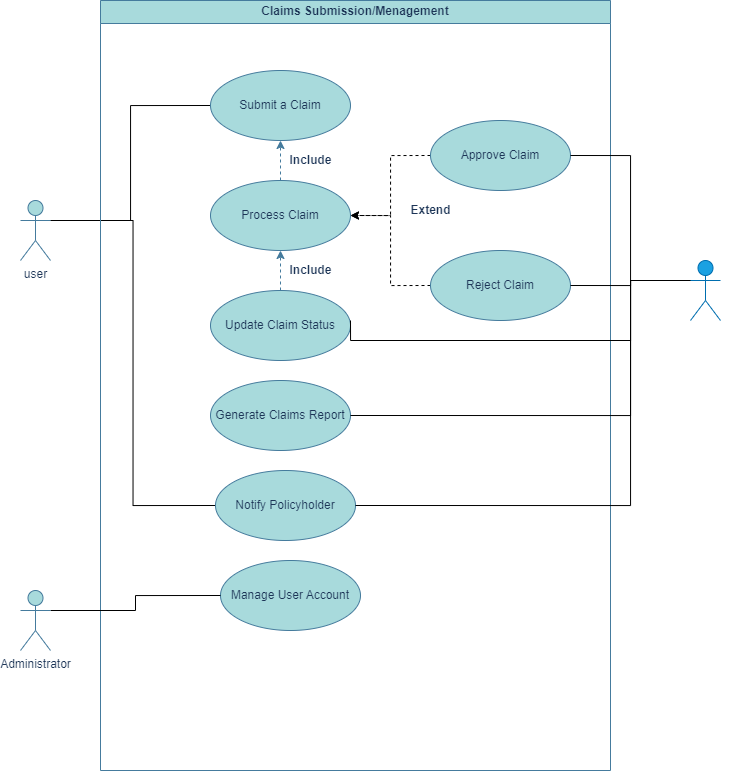 Claims Submission/Menagement
Submit a Claim
Include
Approve Claim
Process Claim
Extend
user
Include
Reject Claim
Update Claim Status
Generate Claims Report
Notify Policyholder
Manage User Account
Administrator